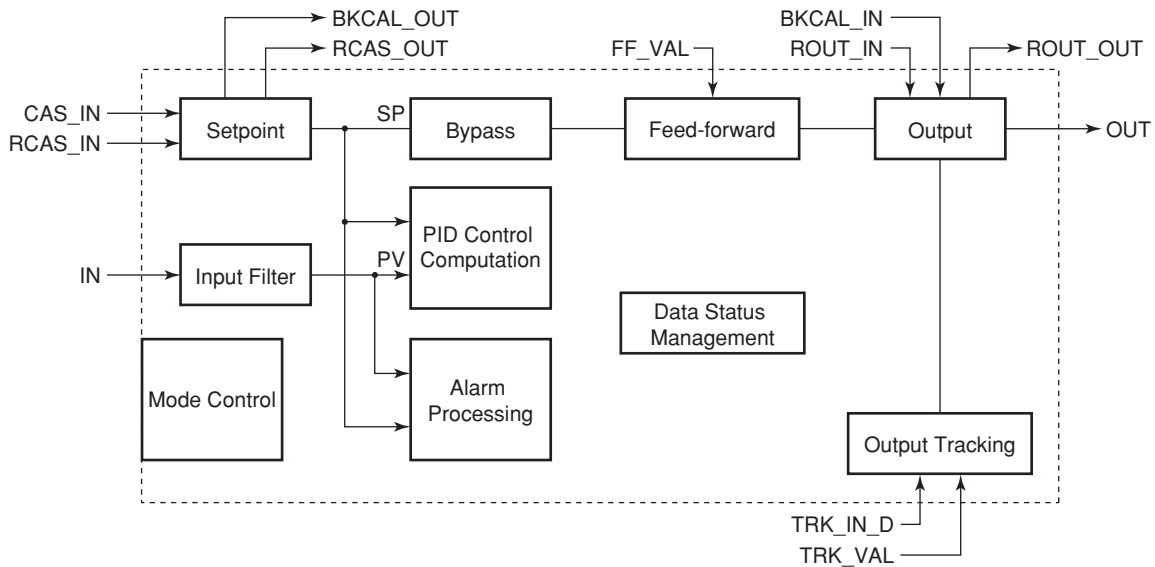 BKCAL_OUT
RCAS_OUT
BKCAL_IN
ROUT_IN
FF_VAL
ROUT_OUT
CAS_IN
RCAS_IN
Setpoint
SP
Bypass
Feed-forward
Output
OUT
PID Control
Computation
IN
Input Filter
PV
Data Status
Management
Mode Control
Alarm
Processing
Output Tracking
TRK_IN_D
TRK_VAL